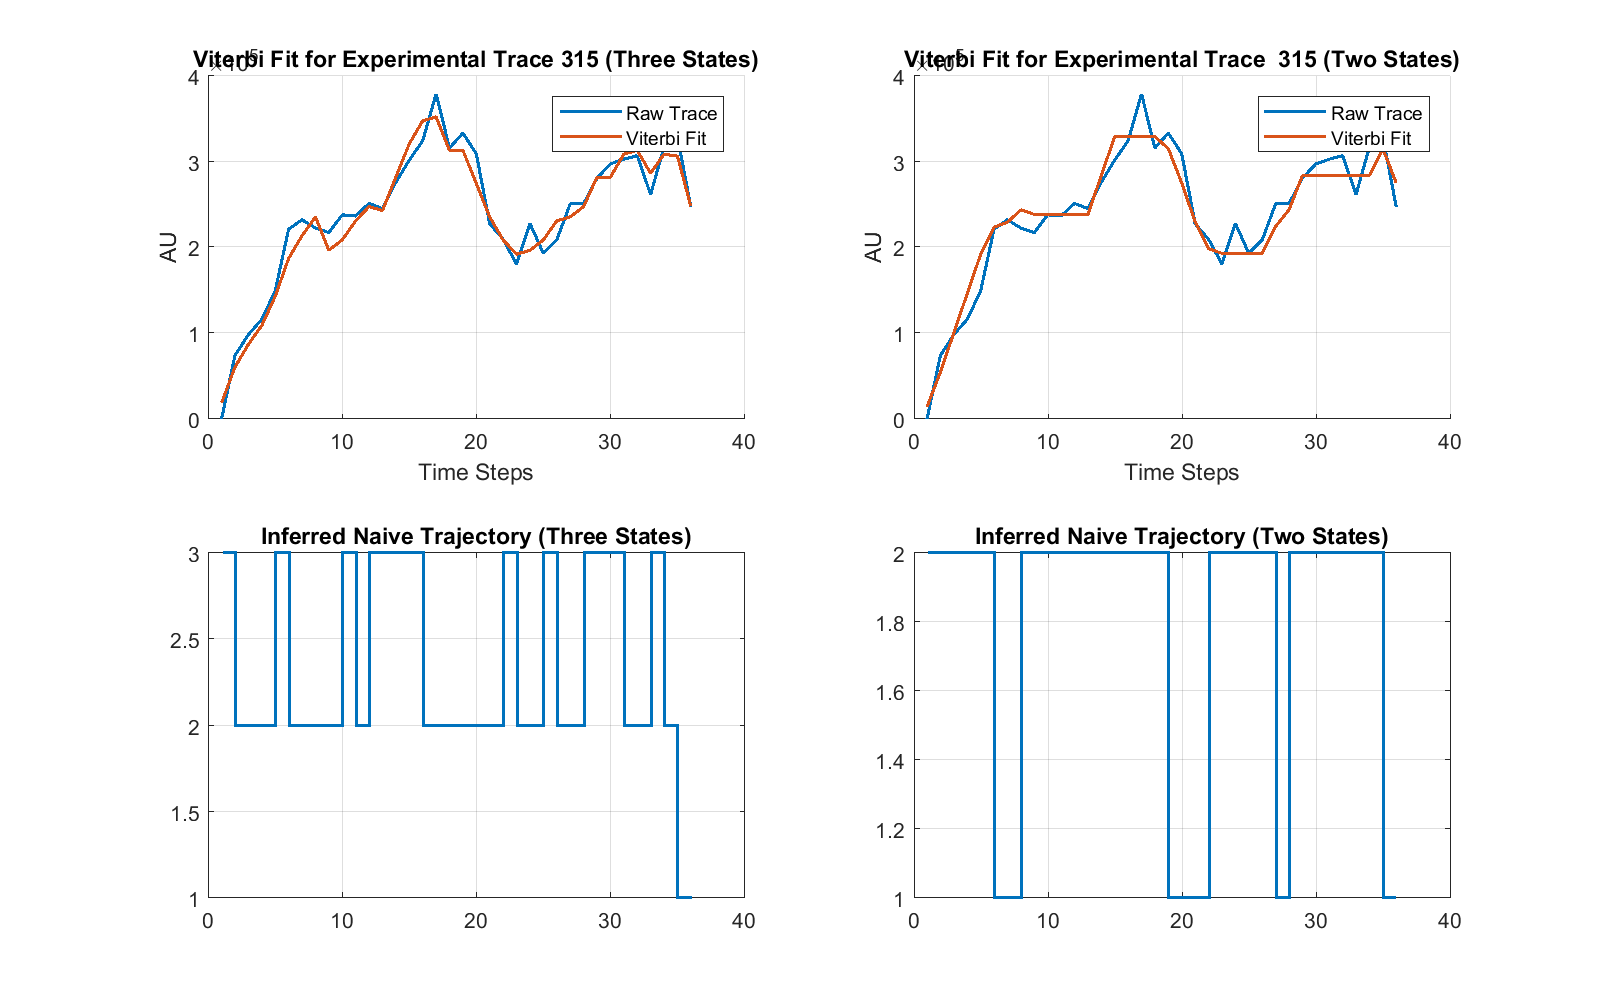 Viterbi Fit for Experimental Trace 315 (Three States)
×10^5
4
3
2
1
0
AU
Raw Trace
Viterbi Fit
0 10 20 30 40
Time Steps
Viterbi Fit for Experimental Trace  315 (Two States)
×10^5
4
3
2
1
0
AU
Raw Trace
Viterbi Fit
0 10 20 30 40
Time Steps
Inferred Naive Trajectory (Three States)
3
2.5
2
1.5
1
0 10 20 30 40
Inferred Naive Trajectory (Two States)
2
1.8
1.6
1.4
1.2
1
0 10 20 30 40